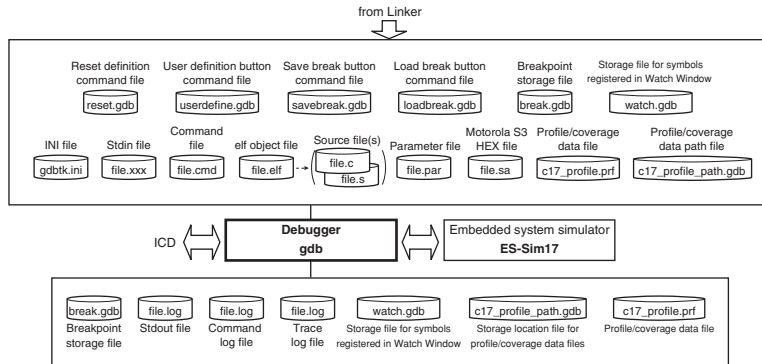 from Linker
Reset definition
command file
reset.gdb
User definition button
command file
userdefine.gdb
Save break button
command file
savebreak.gdb
Load break button
command file
loadbreak.gdb
Breakpoint
storage file
break.gdb
Storage file for symbols
registered in Watch Window
watch.gdb
INI file
gdbtk.ini
Stdin file
file.xxx
Command
file
file.cmd
elf object file
file.elf
Source file(s)
file.c
file.s
Parameter file
file.par
Motorola S3
HEX file
file.sa
Profile/coverage
data file
c17_profile.prf
Profile/coverage
data path file
c17_profile_path.gdb
ICD
Debugger
gdb
Embedded system simulator
ES-Sim17
break.gdb
Breakpoint
storage file
file.log
Stdout file
file.log
Command
log file
file.log
Trace
log file
watch.gdb
Storage file for symbols
registered in Watch Window
c17_profile_path.gdb
Storage location file for
profile/coverage data files
c17_profile.prf
Profile/coverage data file